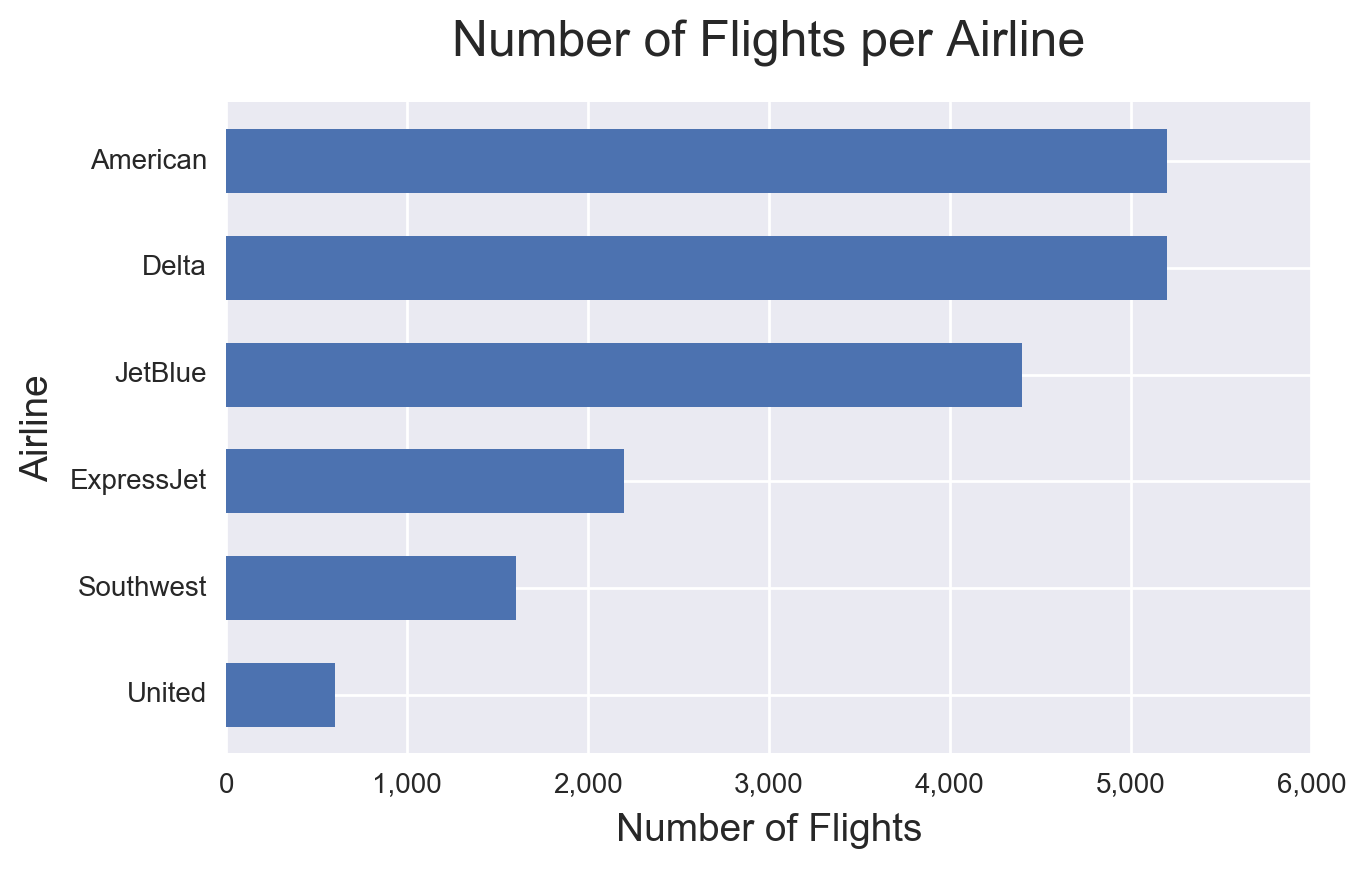 Number of Flights per Airline
American
Delta
JetBlue
ExpressJet
Southwest
United
Airline
0 1,000 2,000 3,000 4,000 5,000 6,000
Number of Flights